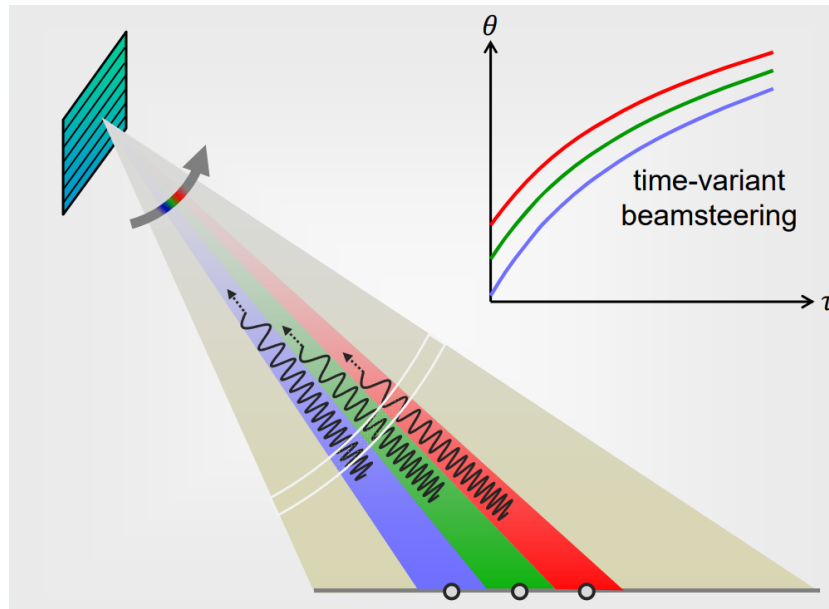 θ
time-variant
beamsteering
τ